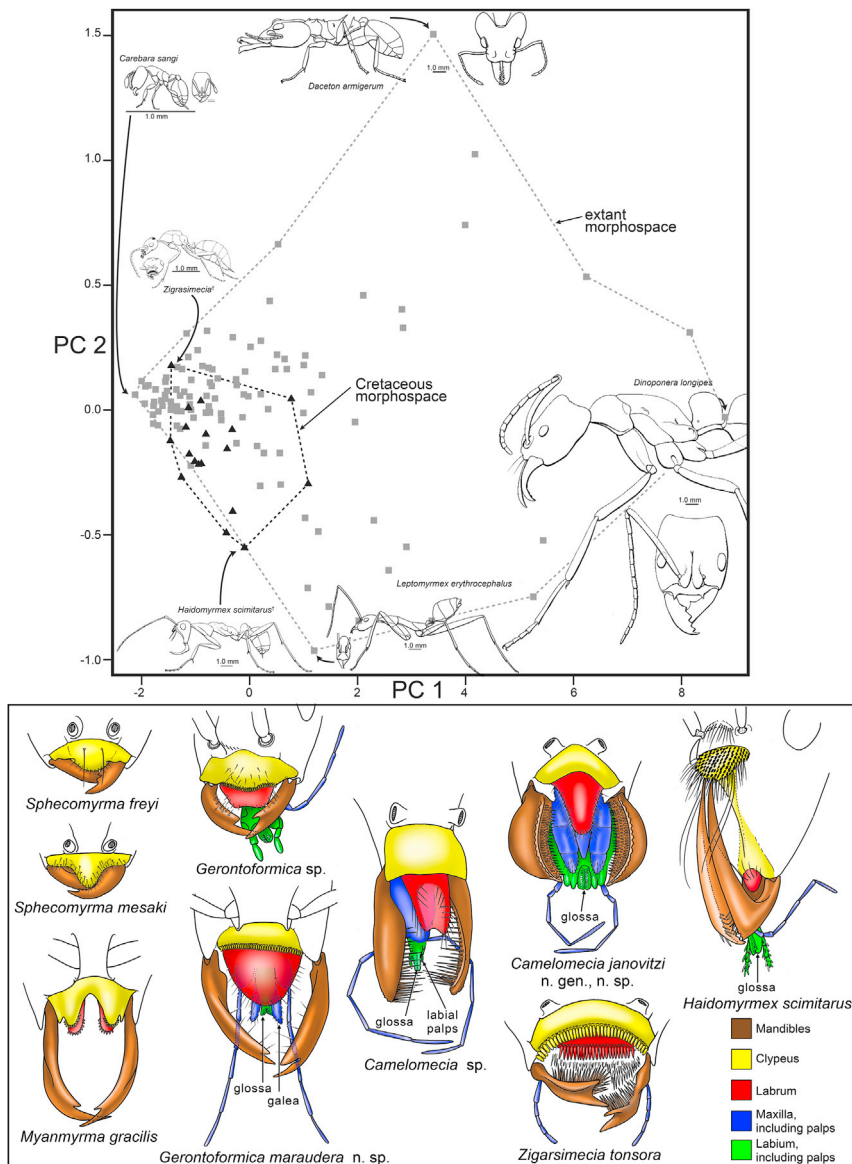 1.5
1.0
0.5
0.0
-0.5
-1.0
PC 2
-2
0
2
4
6
8
PC 1
Carebara sangi
1.0 mm
Daceton armigerum
1.0 mm
extant
morphospace
Zigrasimecia†
1.0 mm
Cretaceous
morphospace
Dinoponera longipes
1.0 mm
Haidomyrmex scimitarus†
1.0 mm
Leptomyrmex erythrocephalus
1.0 mm
Sphecomyrma freyi
Sphecomyrma mesaki
Myanmyrma gracilis
Gerontoformica sp.
glossa
galea
Gerontoformica maraudera n. sp.
glossa
labial
palps
Camelomecia sp.
glossa
Camelomecia janovitzi
n. gen., n. sp.
Zigarsimecia tonsora
glossa
Haidomyrmex scimitarus
Mandibles
Clypeus
Labrum
Maxilla,
including palps
Labium,
including palps